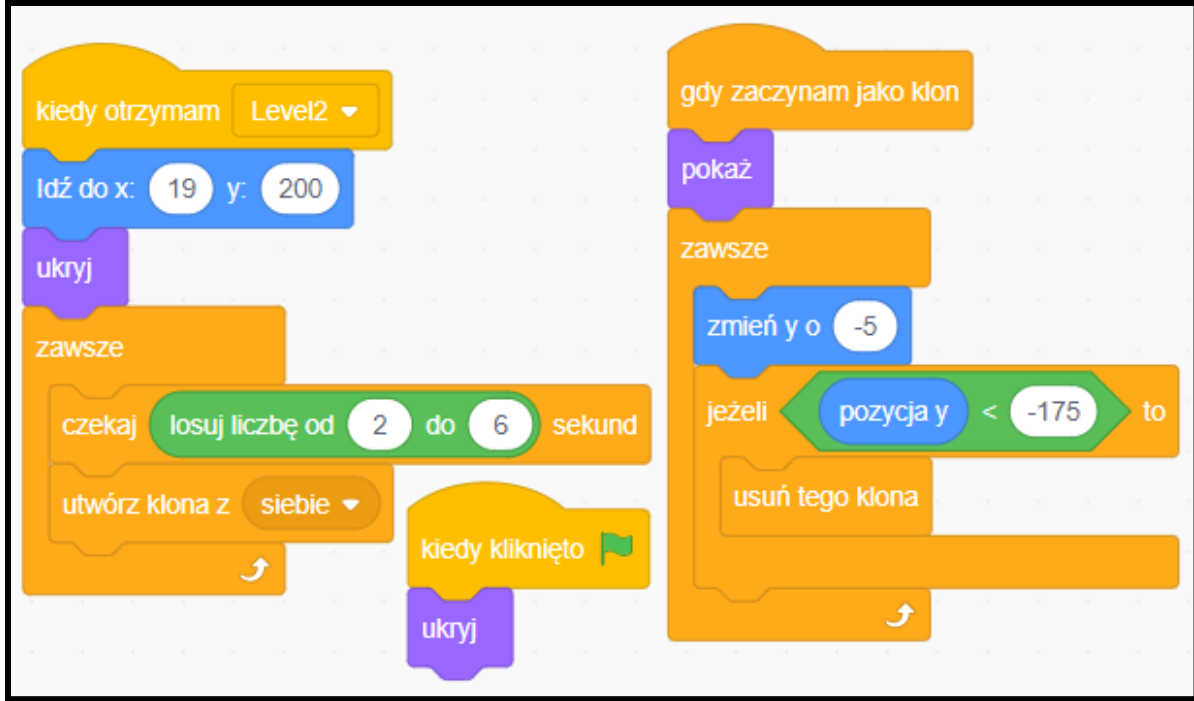 kiedy otrzymam Level2
Idź do x: 19 y: 200
ukryj
zawsze
czekaj losuj liczbę od 2 do 6 sekund
utwórz klona z siebie
kiedy kliknięto
ukryj
gdy zaczynam jako klon
pokaż
zawsze
zmień y o -5
jeżeli pozycja y < -175 to
usuń tego klona